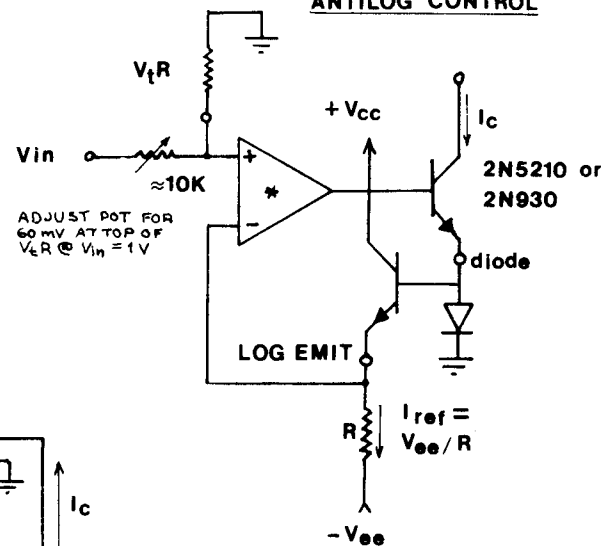 ANTILOG CONTROL
VtR
+ Vcc
Ic
Vin
≈10K
+
*
-
2N5210 or
2N930
ADJUST POT FOR
60 mV AT TOP OF
VtR @ Vin = 1 V
diode
LOG EMIT
R
Iref =
Vee/R
Ic
-Vee